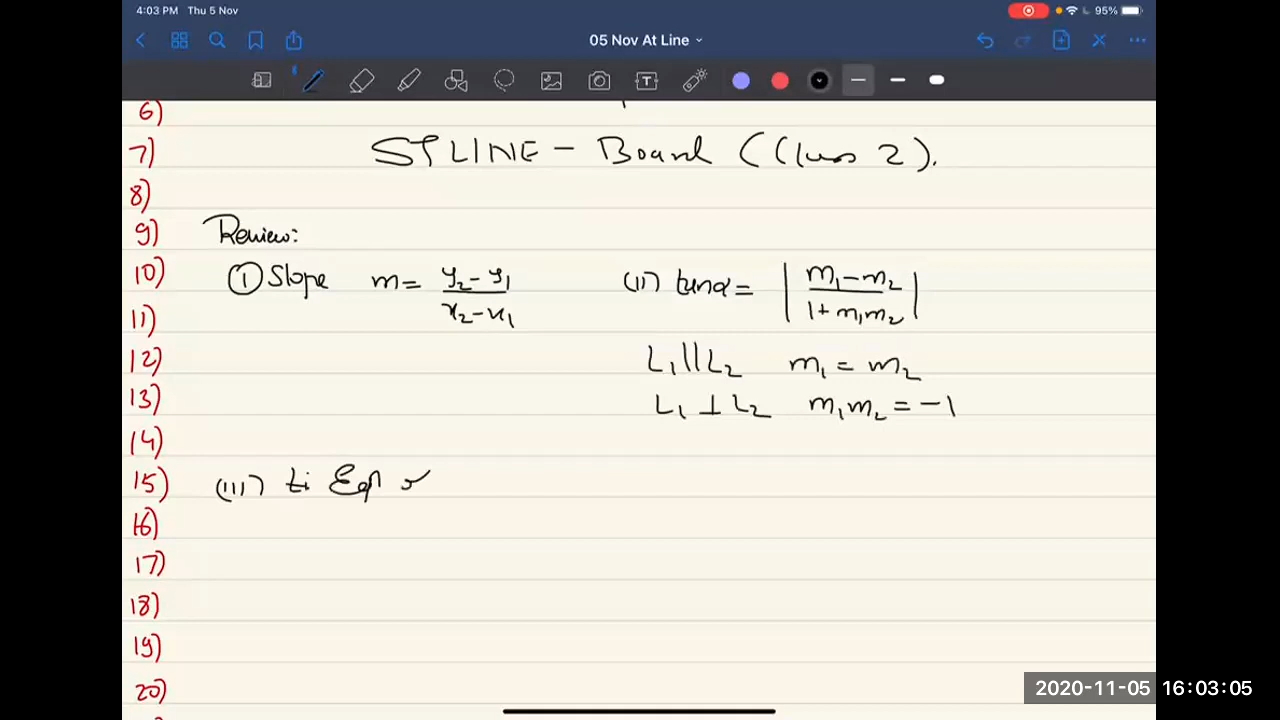 4:03 PM Thu 5 Nov
95%
05 Nov At Line
6)
7) ST LINE - Board (Class 2).
8)
9) Review:
10) ① Slope m = y₂-y₁ / x₂-x₁ (ii) tanα = | m₁-m₂ / 1+m₁m₂ |
11)
12) L₁ || L₂ m₁ = m₂
13) L₁ ⊥ L₂ m₁m₂ = -1
14)
15) (iii) Eqn
16)
17)
18)
19)
20)
2020-11-05 16:03:05